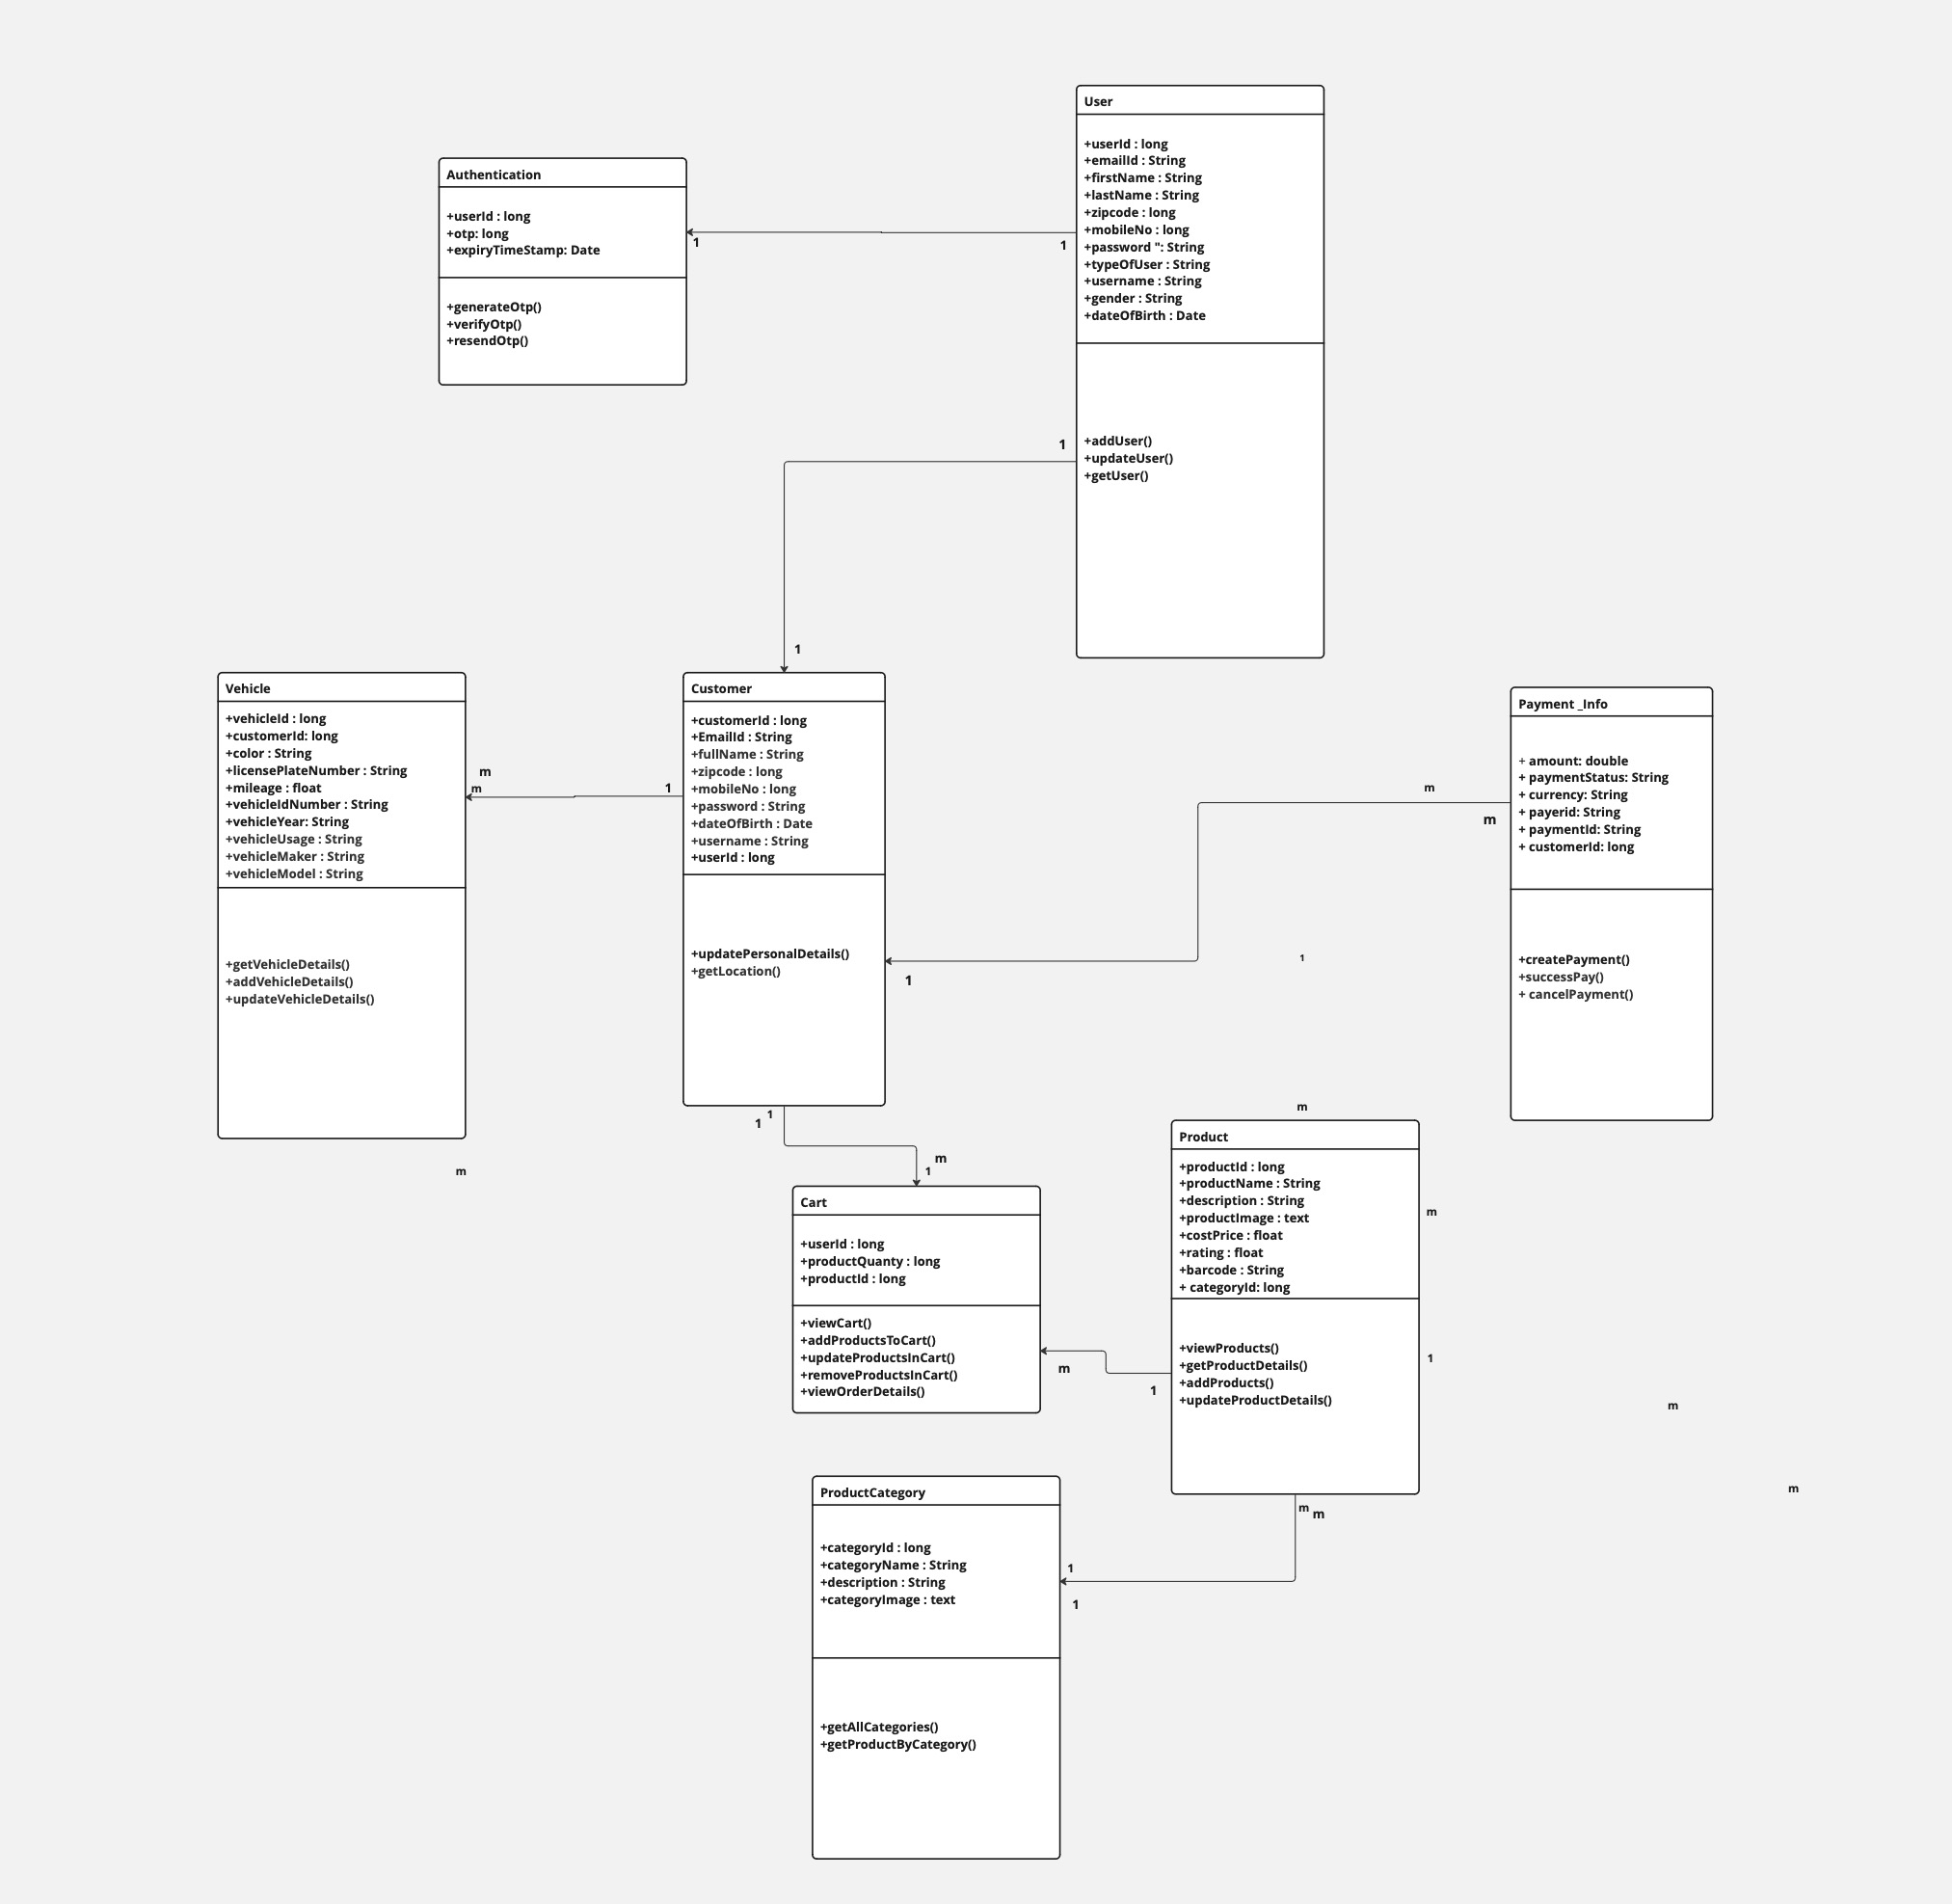 User
+userId : long
+emailId : String
+firstName : String
+lastName : String
+zipcode : long
+mobileNo : long
+password ": String
+typeOfUser : String
+username : String
+gender : String
+dateOfBirth : Date
+addUser()
+updateUser()
+getUser()
Authentication
+userId : long
+otp: long
+expiryTimeStamp: Date
+generateOtp()
+verifyOtp()
+resendOtp()
1
1
1
1
Vehicle
+vehicleId : long
+customerId: long
+color : String
+licensePlateNumber : String
+mileage : float
+vehicleIdNumber : String
+vehicleYear: String
+vehicleUsage : String
+vehicleMaker : String
+vehicleModel : String
+getVehicleDetails()
+addVehicleDetails()
+updateVehicleDetails()
m
m
1
Customer
+customerId : long
+EmailId : String
+fullName : String
+zipcode : long
+mobileNo : long
+password : String
+dateOfBirth : Date
+username : String
+userId : long
+updatePersonalDetails()
+getLocation()
m
m
1
1
Payment _Info
+ amount: double
+ paymentStatus: String
+ currency: String
+ payerid: String
+ paymentId: String
+ customerId: long
+createPayment()
+successPay()
+ cancelPayment()
1
1
m
m
1
Cart
+userId : long
+productQuanty : long
+productId : long
+viewCart()
+addProductsToCart()
+updateProductsInCart()
+removeProductsInCart()
+viewOrderDetails()
m
Product
+productId : long
+productName : String
+description : String
+productImage : text
+costPrice : float
+rating : float
+barcode : String
+ categoryId: long
+viewProducts()
+getProductDetails()
+addProducts()
+updateProductDetails()
m
1
m
1
m
m
m
m
1
1
ProductCategory
+categoryId : long
+categoryName : String
+description : String
+categoryImage : text
+getAllCategories()
+getProductByCategory()